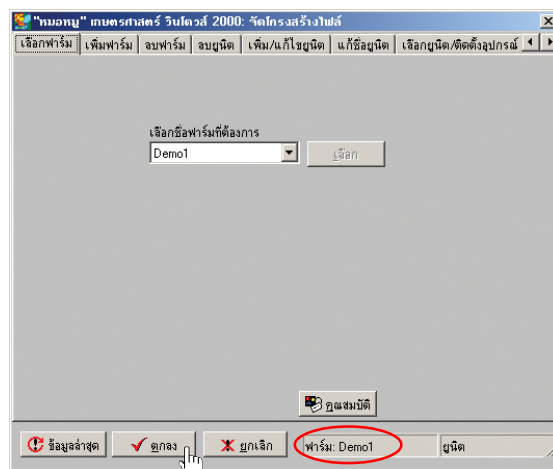 "หมอหมู" เกษตรศาสตร์ วินโดวส์ 2000: จัดโครงสร้างไฟล์
เลือกฟาร์ม เพิ่มฟาร์ม ลบฟาร์ม ลบยูนิต เพิ่ม/แก้ไขยูนิต แก้ชื่อยูนิต เลือกยูนิต/ติดตั้งอุปกรณ์
เลือกชื่อฟาร์มที่ต้องการ
Demo1 เลือก
คุณสมบัติ
ข้อมูลล่าสุด ตกลง ยกเลิก ฟาร์ม: Demo1 ยูนิต